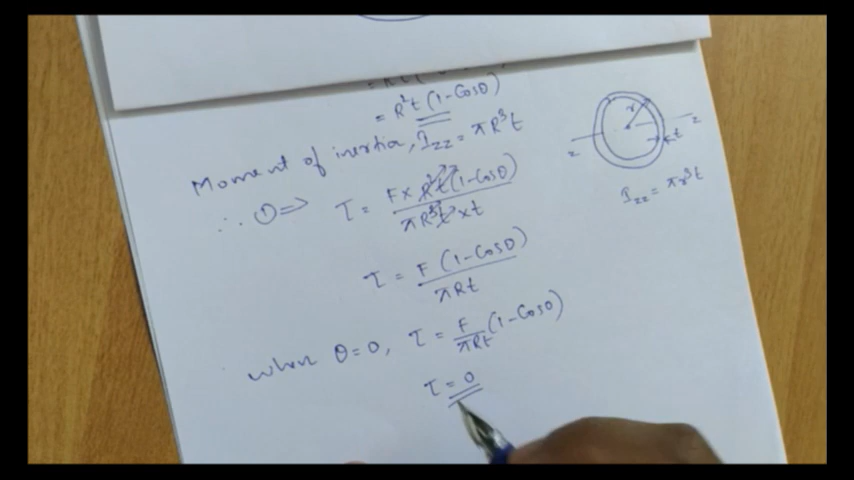 = R²t (1-Cosθ)
Moment of inertia, I_zz = πR³t
∴ ①=> τ = F× R²t(1-Cosθ) / πR³t ×t
τ = F (1-Cosθ) / πRt
when θ=0, τ = F/πRt (1-Cosθ)
τ = 0
r
z z
t
I_zz = πr³t